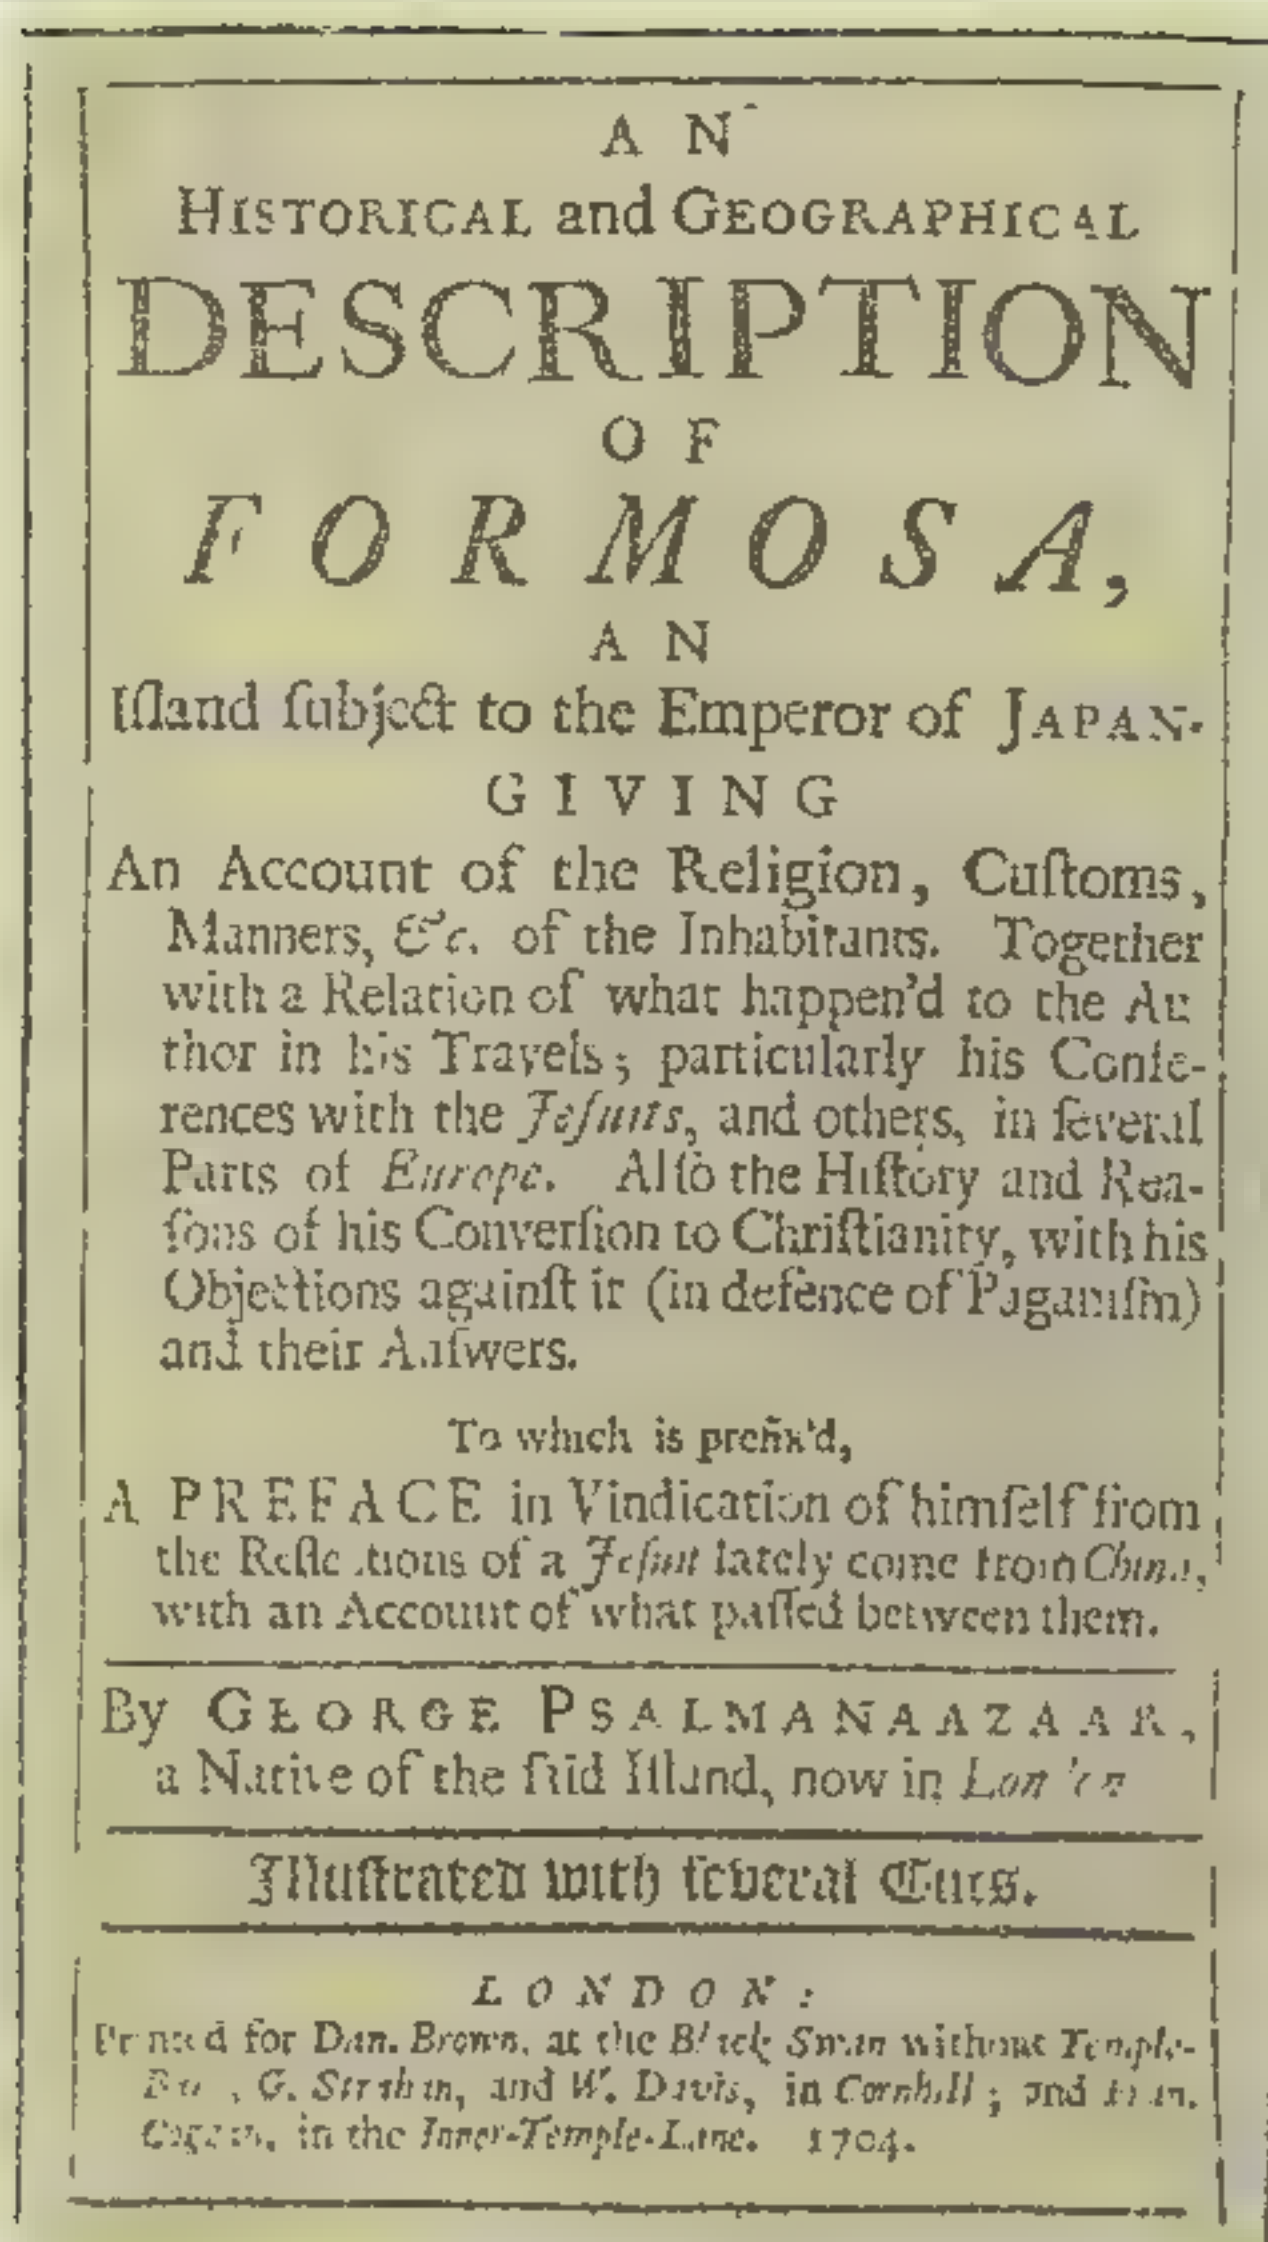 AN
HISTORICAL and GEOGRAPHICAL
DESCRIPTION
OF
FORMOSA,
AN
Iſland ſubject to the Emperor of JAPAN.
GIVING
An Account of the Religion, Cuſtoms,
Manners, &c. of the Inhabitants. Together
with a Relation of what happen'd to the Au
thor in his Travels; particularly his Confe-
rences with the Jeſuits, and others, in ſeveral
Parts of Europe. Alſo the Hiſtory and Rea-
ſons of his Converſion to Chriſtianity, with his
Objections againſt it (in defence of Paganiſm)
and their Anſwers.
To which is prefix'd,
A PREFACE in Vindication of himſelf from
the Reflections of a Jeſuit lately come from China,
with an Account of what paſſed between them.
By GEORGE PSALMANAAZAAR,
a Native of the ſaid Iſland, now in London
Illuſtrated with ſeveral Cuts.
LONDON:
Printed for Dan. Brown, at the Black Swan without Temple-
Bar, G. Strahan, and W. Davis, in Cornhill; and
in the Inner-Temple-Lane. 1704.